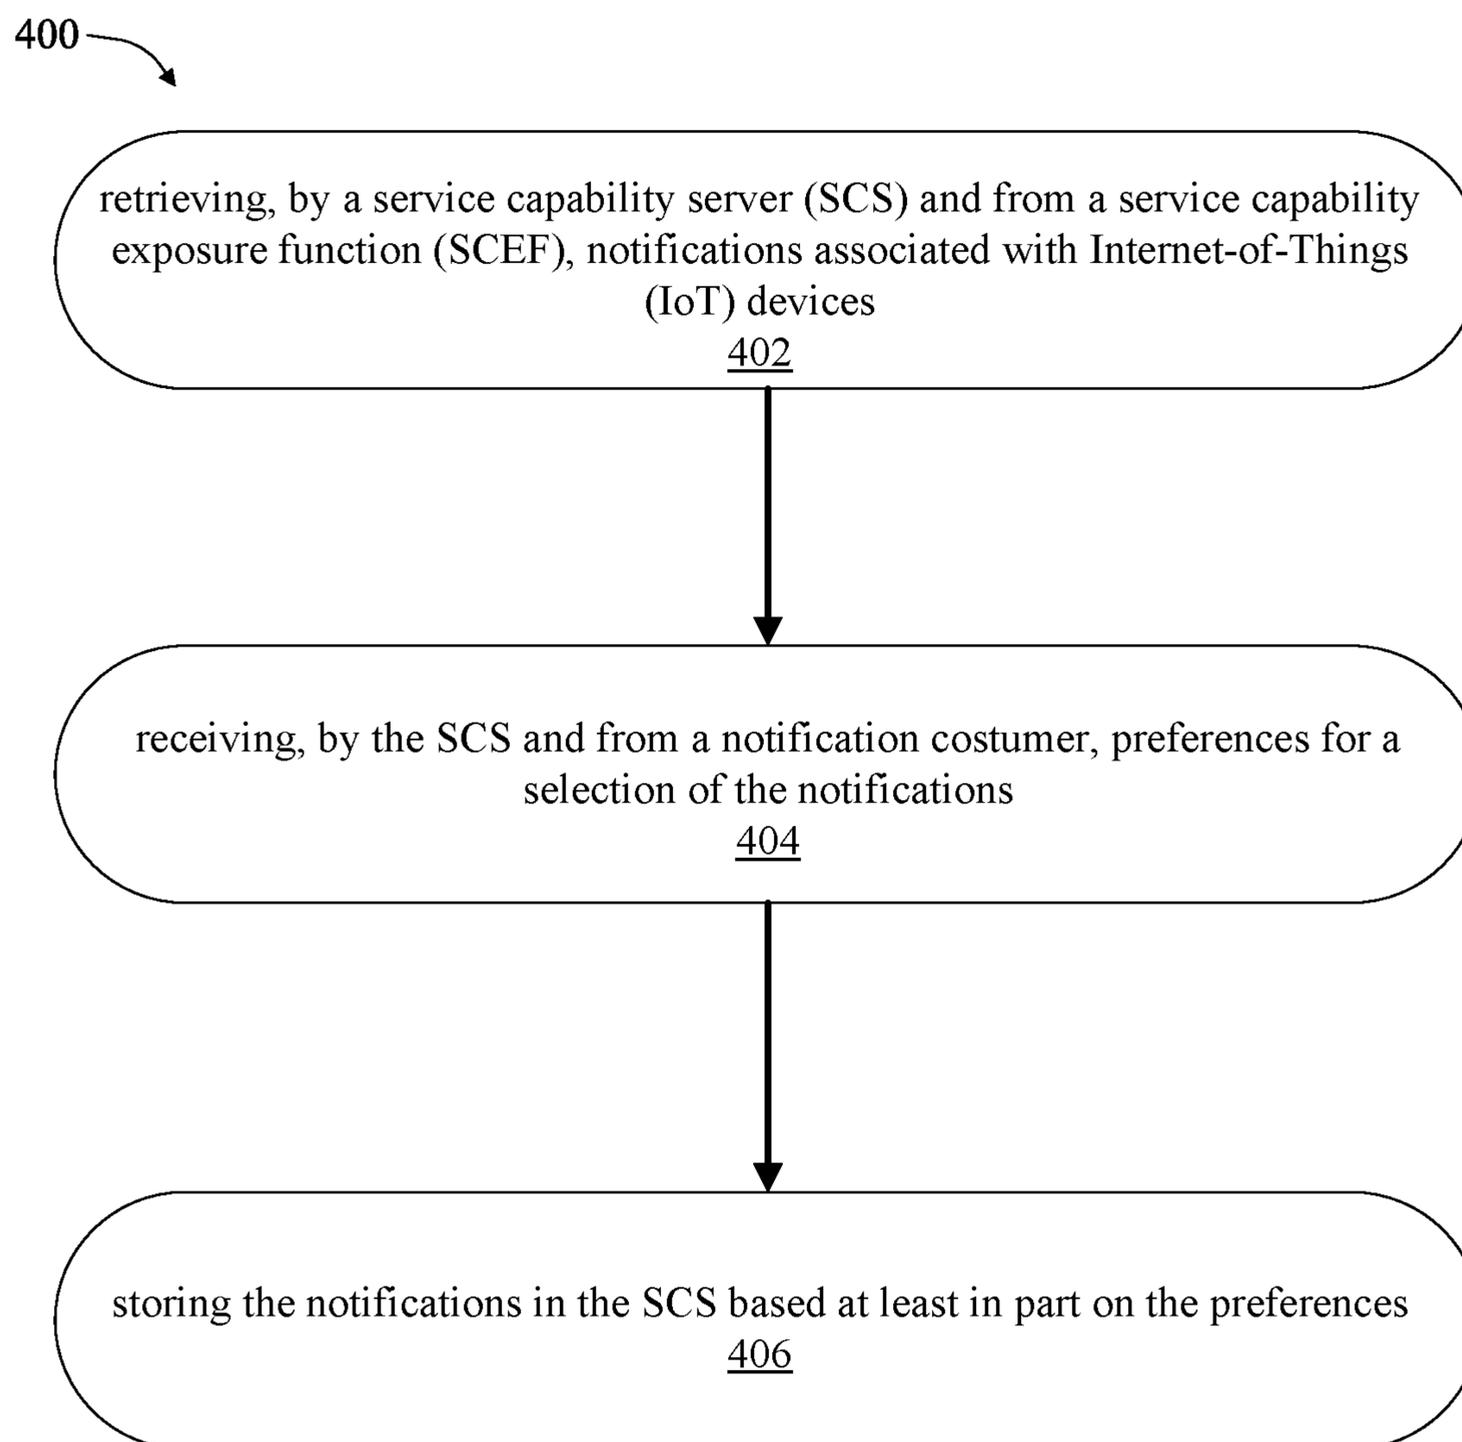 400
retrieving, by a service capability server (SCS) and from a service capability
exposure function (SCEF), notifications associated with Internet-of-Things
(IoT) devices
402
receiving, by the SCS and from a notification costumer, preferences for a
selection of the notifications
404
storing the notifications in the SCS based at least in part on the preferences
406